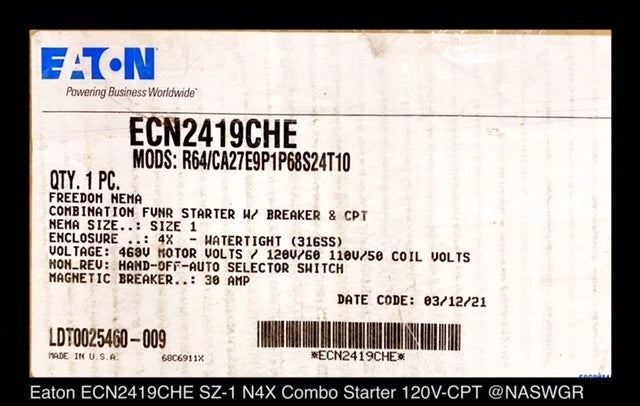 EATON
Powering Business Worldwide
ECN2419CHE
MODS: R64/CA27E9P1P68S24T10
QTY. 1 PC.
FREEDOM NEMA
COMBINATION FVNR STARTER W/ BREAKER & CPT
NEMA SIZE..: SIZE 1
ENCLOSURE ..: 4X - WATERTIGHT (316SS)
VOLTAGE: 460V MOTOR VOLTS / 120V/60 110V/50 COIL VOLTS
NON_REV: HAND-OFF-AUTO SELECTOR SWITCH
MAGNETIC BREAKER..: 30 AMP
DATE CODE: 03/12/21
LDT0025460-009
MADE IN U.S.A. 68C6911X
*ECN2419CHE*
Eaton ECN2419CHE SZ-1 N4X Combo Starter 120V-CPT @NASWGR